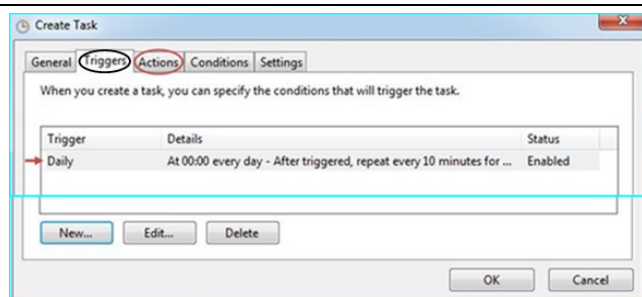 Create Task
General Triggers Actions Conditions Settings
When you create a task, you can specify the conditions that will trigger the task.
Trigger Details Status
Daily At 00:00 every day - After triggered, repeat every 10 minutes for ... Enabled
New... Edit... Delete
OK Cancel